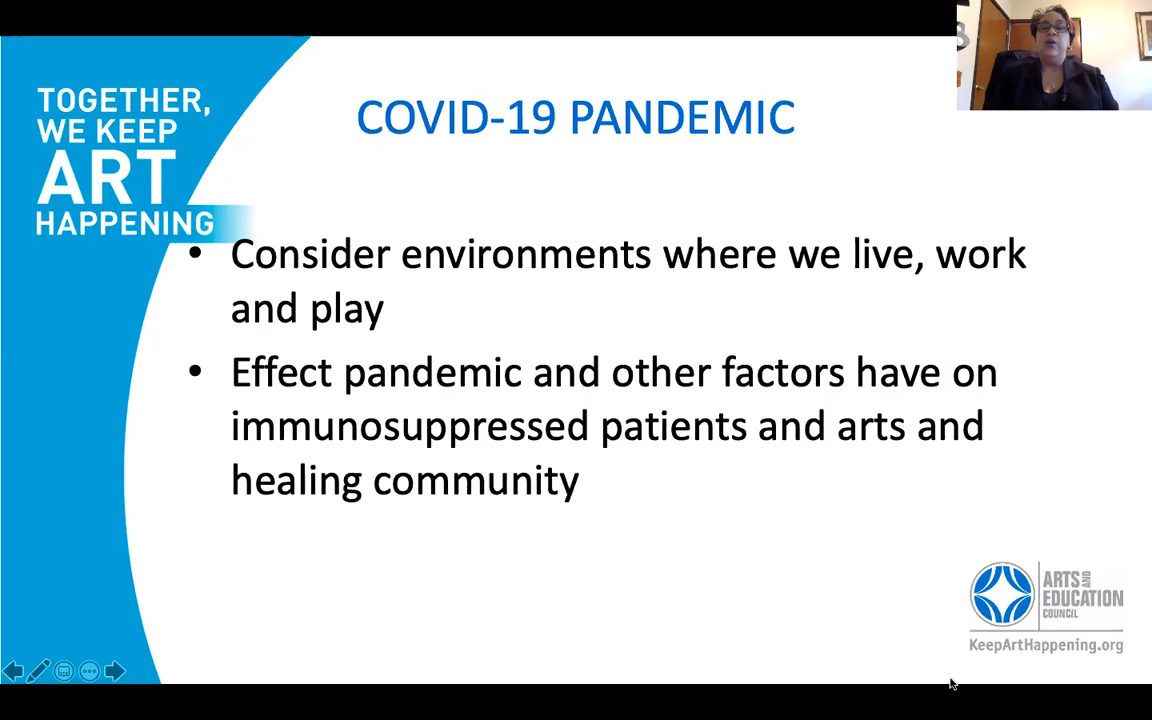 TOGETHER,
WE KEEP
ART
HAPPENING
COVID-19 PANDEMIC
• Consider environments where we live, work
and play
• Effect pandemic and other factors have on
immunosuppressed patients and arts and
healing community
ARTS AND
EDUCATION
COUNCIL
KeepArtHappening.org